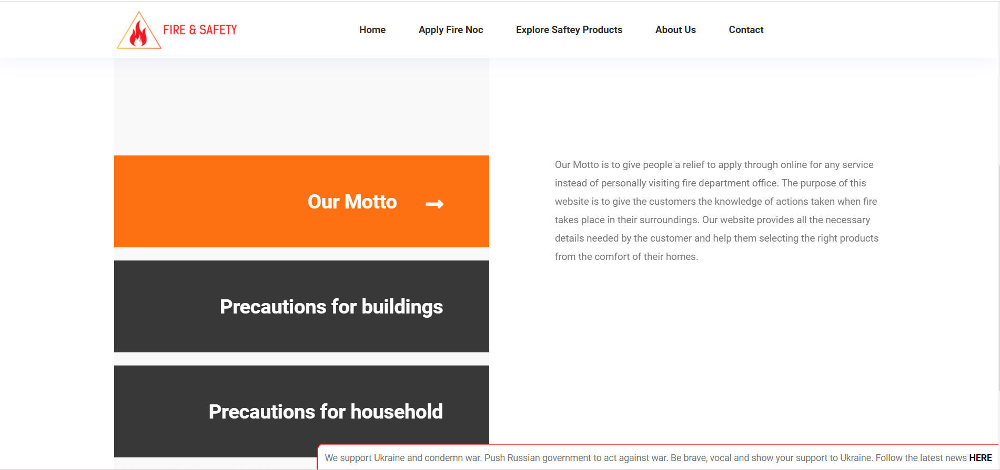 FIRE & SAFETY
Home Apply Fire Noc Explore Saftey Products About Us Contact
Our Motto
Precautions for buildings
Precautions for household
Our Motto is to give people a relief to apply through online for any service
instead of personally visiting fire department office. The purpose of this
website is to give the customers the knowledge of actions taken when fire
takes place in their surroundings. Our website provides all the necessary
details needed by the customer and help them selecting the right products
from the comfort of their homes.
We support Ukraine and condemn war. Push Russian government to act against war. Be brave, vocal and show your support to Ukraine. Follow the latest news HERE